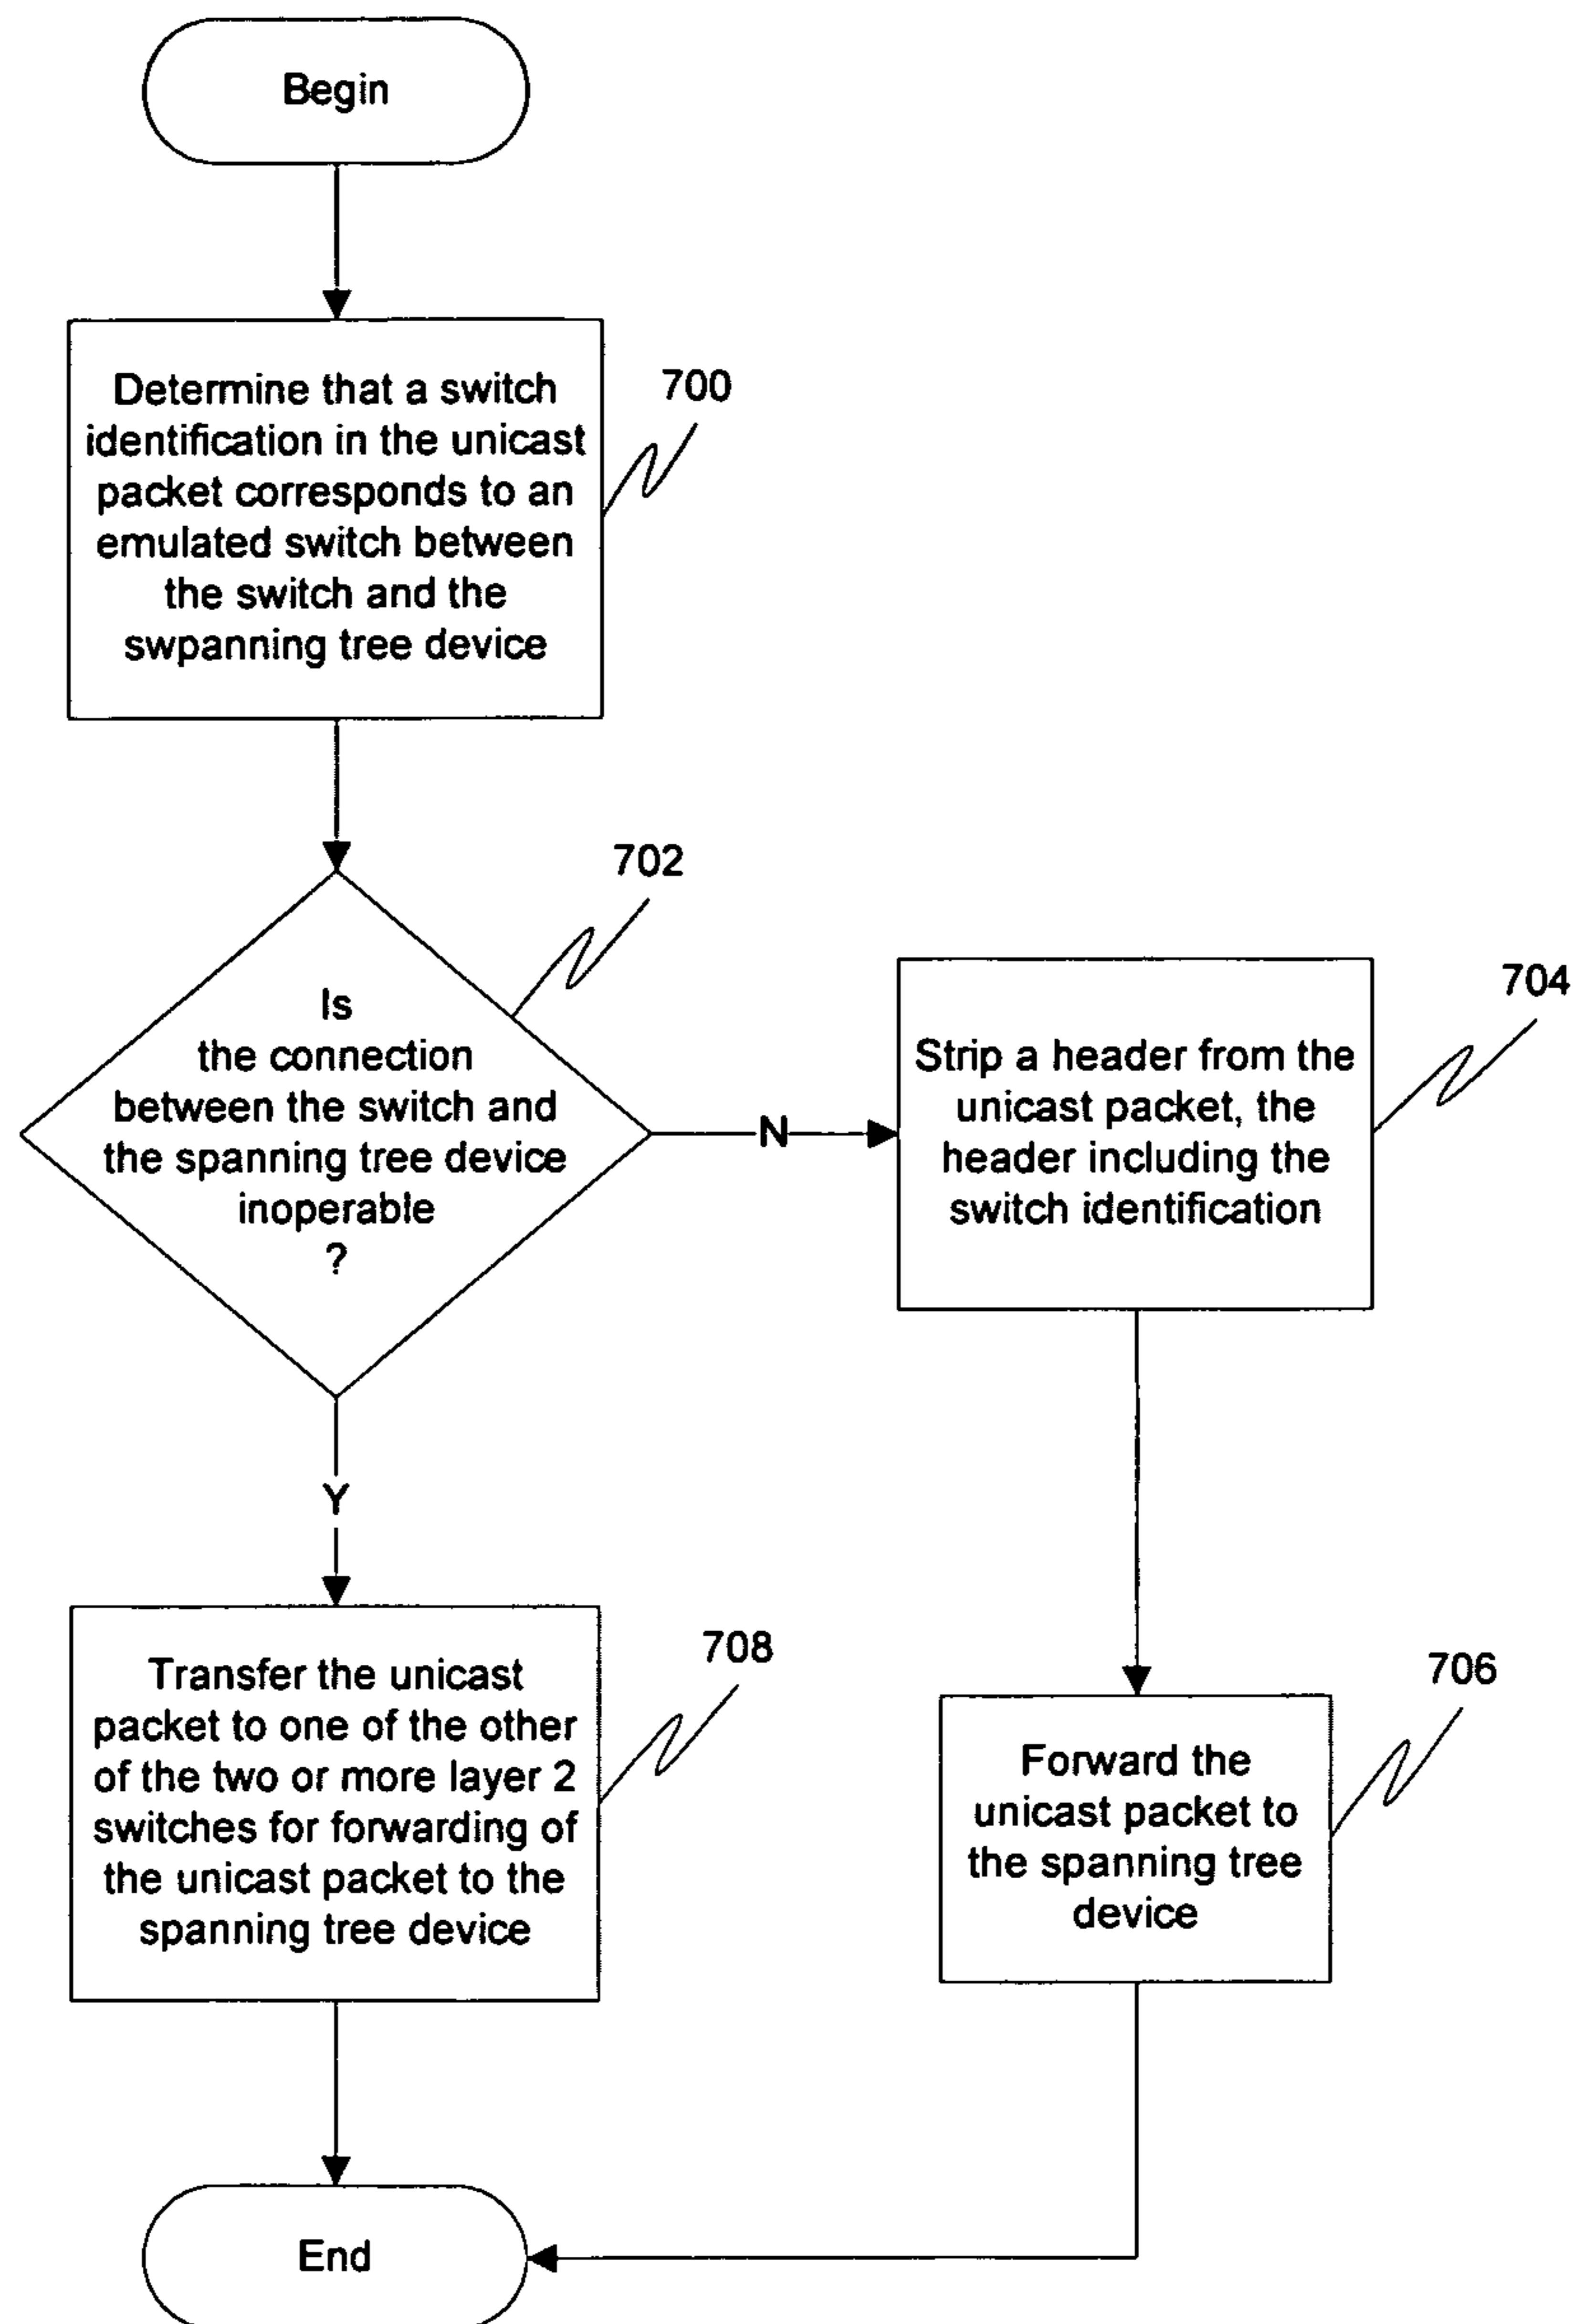 Begin
Determine that a switch
identification in the unicast
packet corresponds to an
emulated switch between
the switch and the
swpanning tree device
700
702
Is
the connection
between the switch and
the spanning tree device
inoperable
?
N
704
Strip a header from the
unicast packet, the
header including the
switch identification
Y
708
Transfer the unicast
packet to one of the other
of the two or more layer 2
switches for forwarding of
the unicast packet to the
spanning tree device
706
Forward the
unicast packet to
the spanning tree
device
End